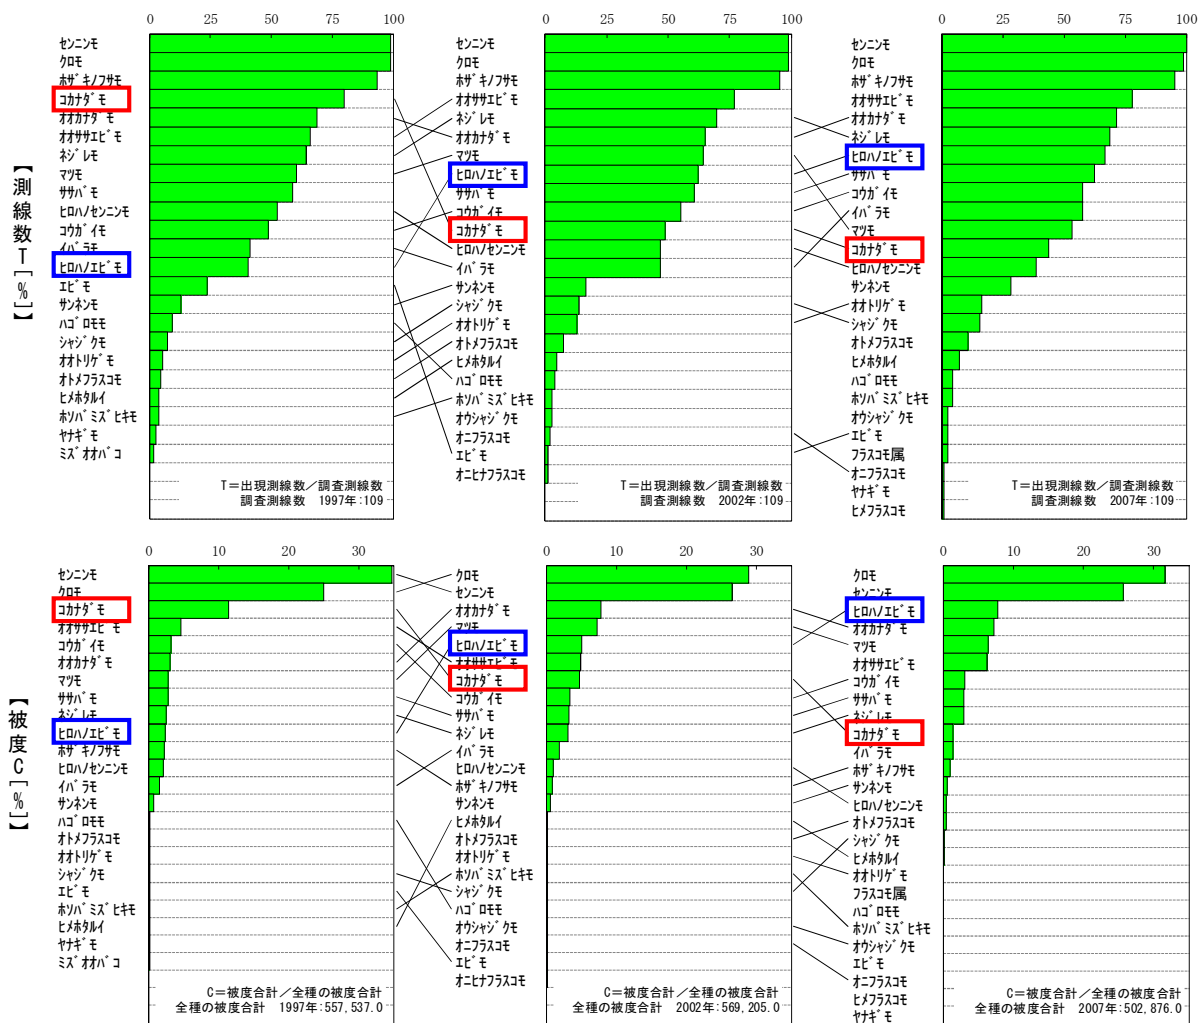 【測線数T[%]】
0 25 50 75 100
センニンモ
クロモ
ホザキノフサモ
コカナダモ
オオカナダモ
オオササエビモ
ネジレモ
マツモ
ササバモ
ヒロハノセンニンモ
コウガイモ
イバラモ
ヒロハノエビモ
エビモ
サンネンモ
ハゴロモモ
シャジクモ
オオトリゲモ
オトメフラスコモ
ヒメホタルイ
ホソバミズヒキモ
ヤナギモ
ミズオオバコ
T=出現測線数/調査測線数
調査測線数 1997年:109
0 25 50 75 100
センニンモ
クロモ
ホザキノフサモ
オオササエビモ
ネジレモ
オオカナダモ
マツモ
ヒロハノエビモ
ササバモ
コウガイモ
コカナダモ
ヒロハノセンニンモ
イバラモ
サンネンモ
シャジクモ
オオトリゲモ
オトメフラスコモ
ヒメホタルイ
ハゴロモモ
ホソバミズヒキモ
オウシャジクモ
オニフラスコモ
エビモ
オニヒナフラスコモ
T=出現測線数/調査測線数
調査測線数 2002年:109
0 25 50 75 100
センニンモ
クロモ
ホザキノフサモ
オオササエビモ
オオカナダモ
ネジレモ
ヒロハノエビモ
ササバモ
コウガイモ
イバラモ
マツモ
コカナダモ
ヒロハノセンニンモ
サンネンモ
オオトリゲモ
シャジクモ
オトメフラスコモ
ヒメホタルイ
ハゴロモモ
ホソバミズヒキモ
オウシャジクモ
エビモ
フラスコモ属
オニフラスコモ
ヤナギモ
ヒメフラスコモ
T=出現測線数/調査測線数
調査測線数 2007年:109
【被度C[%]】
0 10 20 30
センニンモ
クロモ
コカナダモ
オオササエビモ
コウガイモ
オオカナダモ
マツモ
ササバモ
ネジレモ
ヒロハノエビモ
ホザキノフサモ
ヒロハノセンニンモ
イバラモ
サンネンモ
ハゴロモモ
オトメフラスコモ
オオトリゲモ
シャジクモ
エビモ
ホソバミズヒキモ
ヒメホタルイ
ヤナギモ
ミズオオバコ
C=被度合計/全種の被度合計
全種の被度合計 1997年:557,537.0
0 10 20 30
クロモ
センニンモ
オオカナダモ
マツモ
ヒロハノエビモ
オオササエビモ
コカナダモ
コウガイモ
ササバモ
ネジレモ
イバラモ
ヒロハノセンニンモ
ホザキノフサモ
サンネンモ
ヒメホタルイ
オトメフラスコモ
オオトリゲモ
ホソバミズヒキモ
シャジクモ
ハゴロモモ
オウシャジクモ
オニフラスコモ
エビモ
オニヒナフラスコモ
C=被度合計/全種の被度合計
全種の被度合計 2002年:569,205.0
0 10 20 30
クロモ
センニンモ
ヒロハノエビモ
オオカナダモ
マツモ
オオササエビモ
コウガイモ
ササバモ
ネジレモ
コカナダモ
イバラモ
ホザキノフサモ
サンネンモ
ヒロハノセンニンモ
オトメフラスコモ
シャジクモ
ヒメホタルイ
オオトリゲモ
フラスコモ属
ハゴロモモ
ホソバミズヒキモ
オウシャジクモ
エビモ
オニフラスコモ
ヒメフラスコモ
ヤナギモ
C=被度合計/全種の被度合計
全種の被度合計 2007年:502,876.0